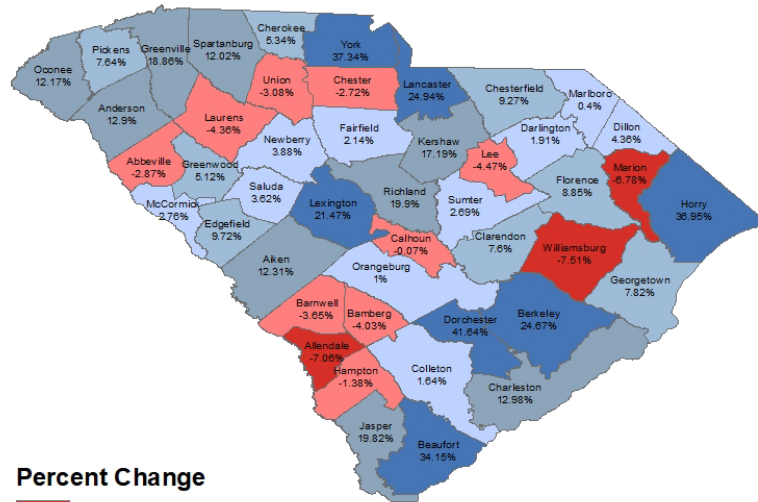 Cherokee
5.34%
York
37.34%
Spartanburg
12.02%
Greenville
18.86%
Pickens
7.64%
Oconee
12.17%
Anderson
12.9%
Union
-3.08%
Chester
-2.72%
Lancaster
24.94%
Chesterfield
9.27%
Marlboro
0.4%
Laurens
-4.36%
Newberry
3.88%
Fairfield
2.14%
Kershaw
17.19%
Darlington
1.91%
Dillon
4.36%
Abbeville
-2.87%
Greenwood
5.12%
Lee
-4.47%
Marion
-6.78%
Florence
8.85%
Horry
36.95%
McCormick
2.76%
Saluda
3.62%
Lexington
21.47%
Richland
19.9%
Sumter
2.69%
Edgefield
9.72%
Calhoun
-0.07%
Clarendon
7.6%
Williamsburg
-7.51%
Aiken
12.31%
Orangeburg
1%
Georgetown
7.82%
Barnwell
-3.65%
Bamberg
-4.03%
Dorchester
41.64%
Berkeley
24.67%
Allendale
-7.06%
Hampton
-1.38%
Colleton
1.64%
Charleston
12.98%
Jasper
19.82%
Beaufort
34.15%
Percent Change